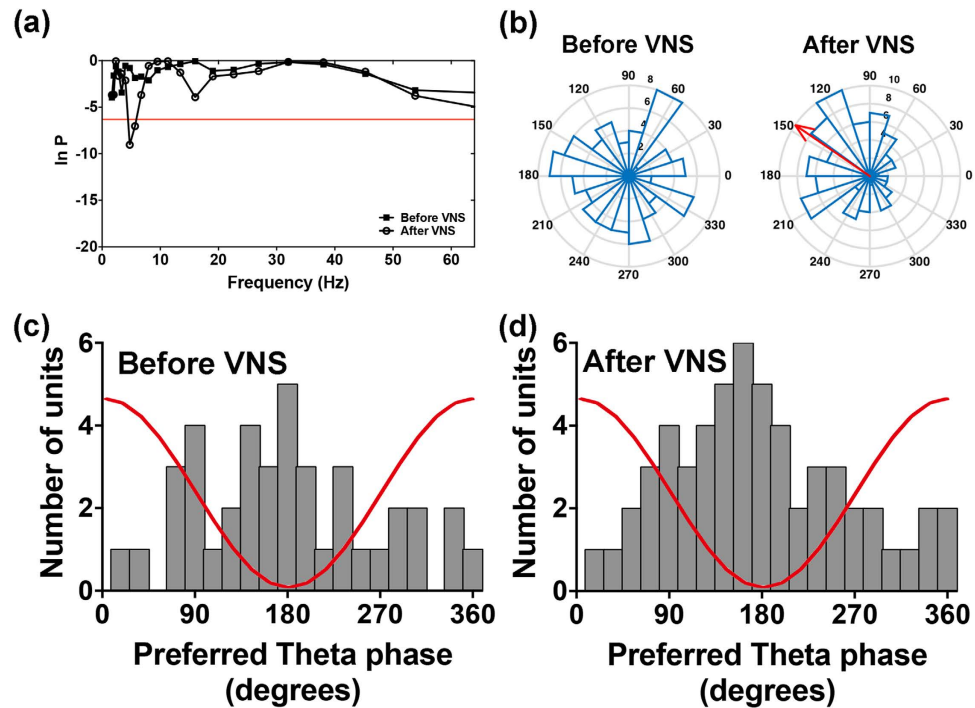 (a)
0
-5
-10
-15
-20
ln P
Before VNS
After VNS
0 10 20 30 40 50 60
Frequency (Hz)
(b)
Before VNS
90
120 60
150 30
180 0
210 330
240 300
270
8
6
4
2
After VNS
90
120 60
150 30
180 0
210 330
240 300
270
10
8
6
4
(c)
Before VNS
Number of units
6
4
2
0
0 90 180 270 360
Preferred Theta phase
(degrees)
(d)
After VNS
Number of units
6
4
2
0
0 90 180 270 360
Preferred Theta phase
(degrees)